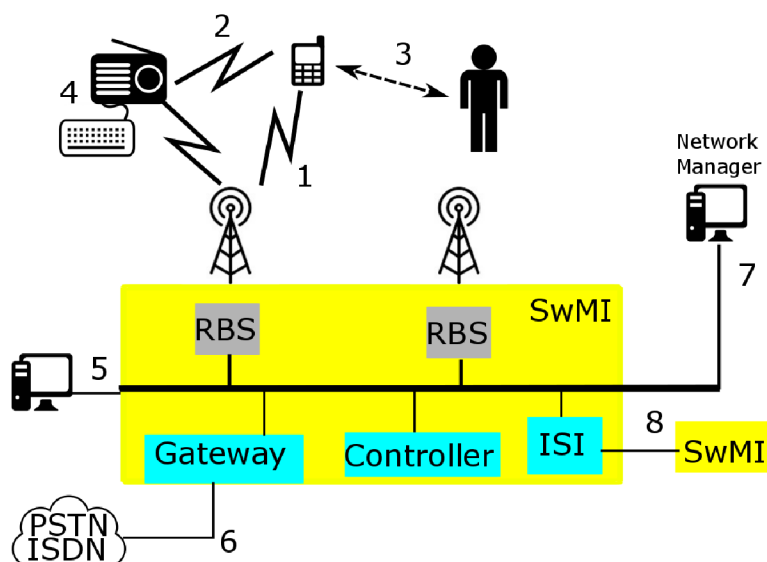 2
3
4
1
Network
Manager
7
SwMI
RBS
RBS
5
Gateway
Controller
ISI
8
SwMI
PSTN
ISDN
6